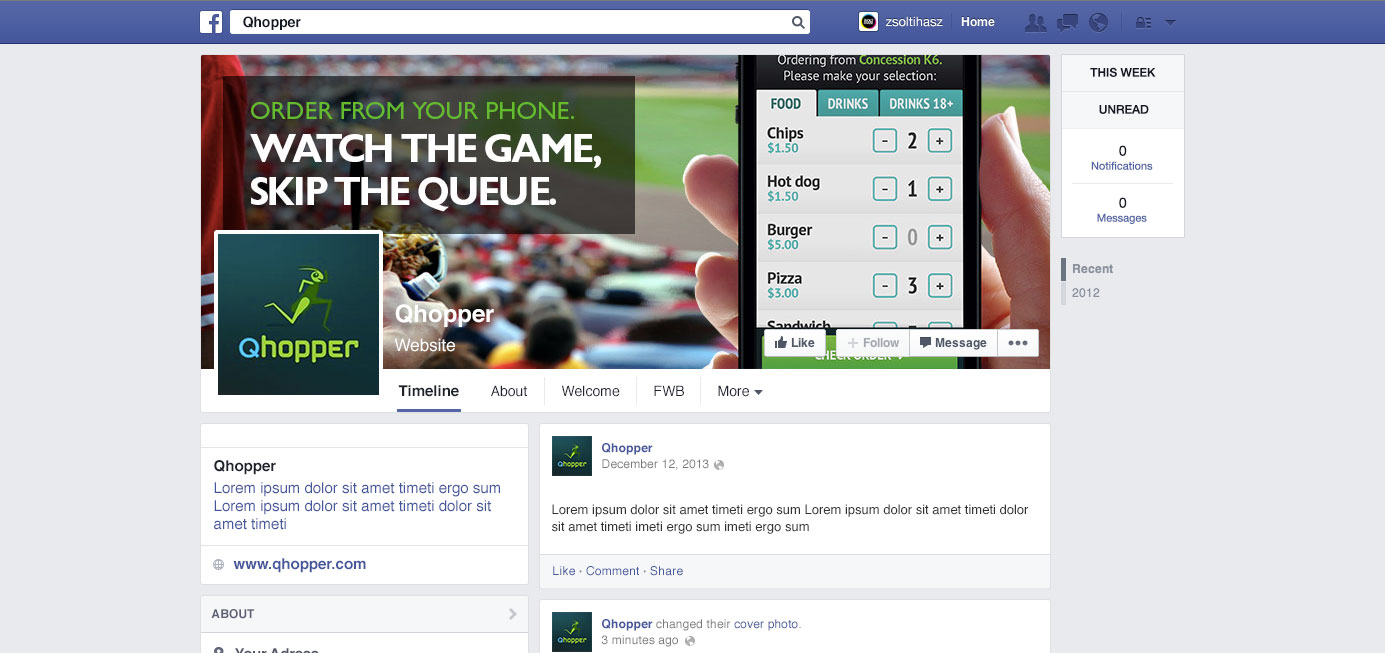 Qhopper
zsoltihasz
Home
ORDER FROM YOUR PHONE.
WATCH THE GAME,
SKIP THE QUEUE.
Ordering from Concession K6.
Please make your selection:
FOOD DRINKS DRINKS 18+
Chips
$1.50
- 2 +
Hot dog
$1.50
- 1 +
Burger
$5.00
- 0 +
Pizza
$3.00
- 3 +
Sandwich
CHECK ORDER
Qhopper
Qhopper
Website
Like
+ Follow
Message
Timeline About Welcome FWB More
THIS WEEK
UNREAD
0
Notifications
0
Messages
Recent
2012
Qhopper
Lorem ipsum dolor sit amet timeti ergo sum
Lorem ipsum dolor sit amet timeti dolor sit
amet timeti
www.qhopper.com
ABOUT
Your Adress
Qhopper
Qhopper
December 12, 2013
Lorem ipsum dolor sit amet timeti ergo sum Lorem ipsum dolor sit amet timeti dolor
sit amet timeti imeti ergo sum imeti ergo sum
Like · Comment · Share
Qhopper
Qhopper changed their cover photo.
3 minutes ago